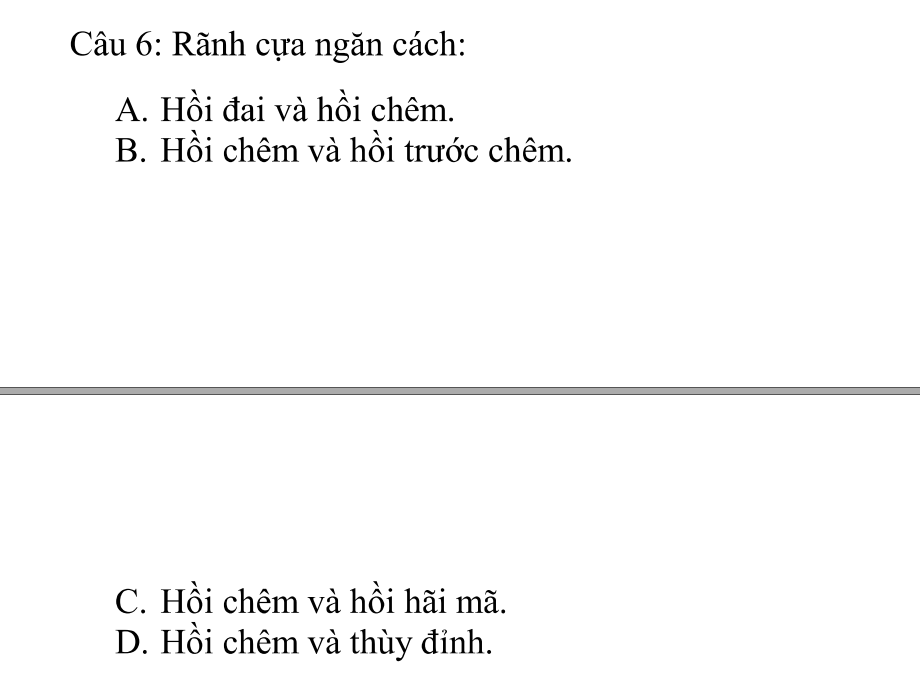 Câu 6: Rãnh cựa ngăn cách:
A. Hồi đai và hồi chêm.
B. Hồi chêm và hồi trước chêm.
C. Hồi chêm và hồi hãi mã.
D. Hồi chêm và thùy đỉnh.